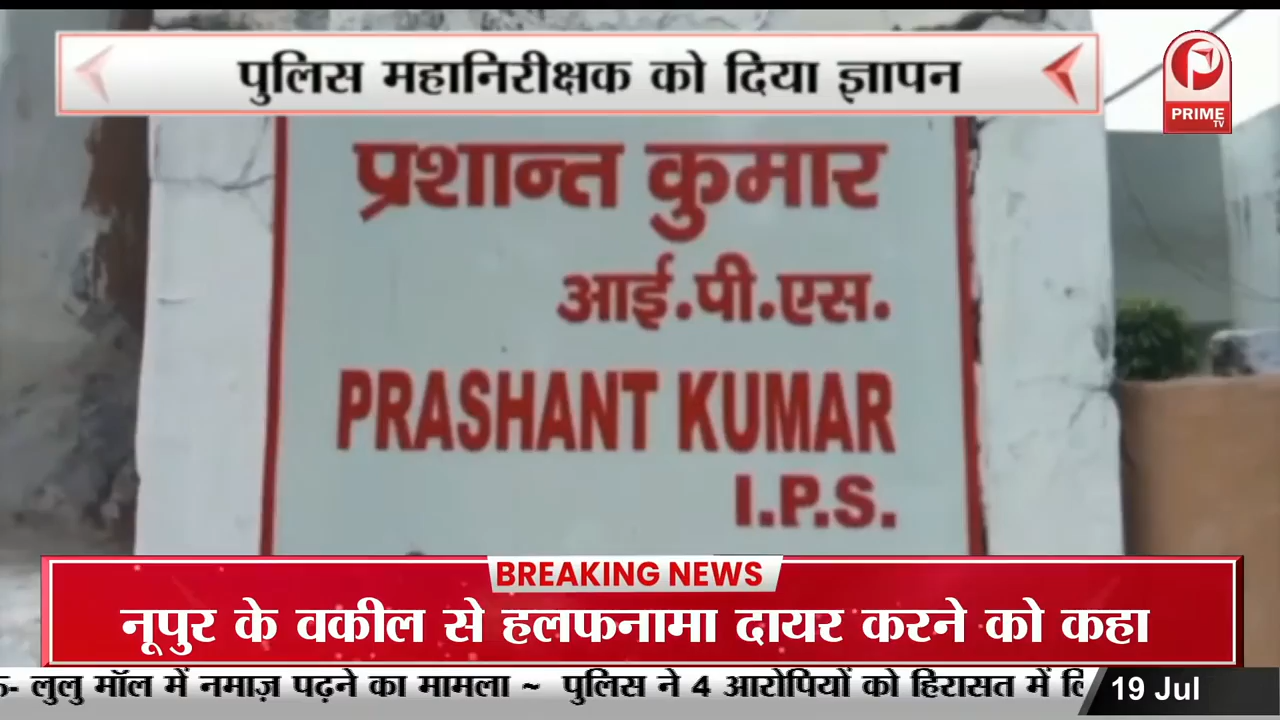 पुलिस महानिरीक्षक को दिया ज्ञापन
PRIME
TV
प्रशान्त कुमार
आई.पी.एस.
PRASHANT KUMAR
I.P.S.
BREAKING NEWS
नूपुर के वकील से हलफनामा दायर करने को कहा
- लुलु मॉल में नमाज़ पढ़ने का मामला ~ पुलिस ने 4 आरोपियों को हिरासत में
19 Jul